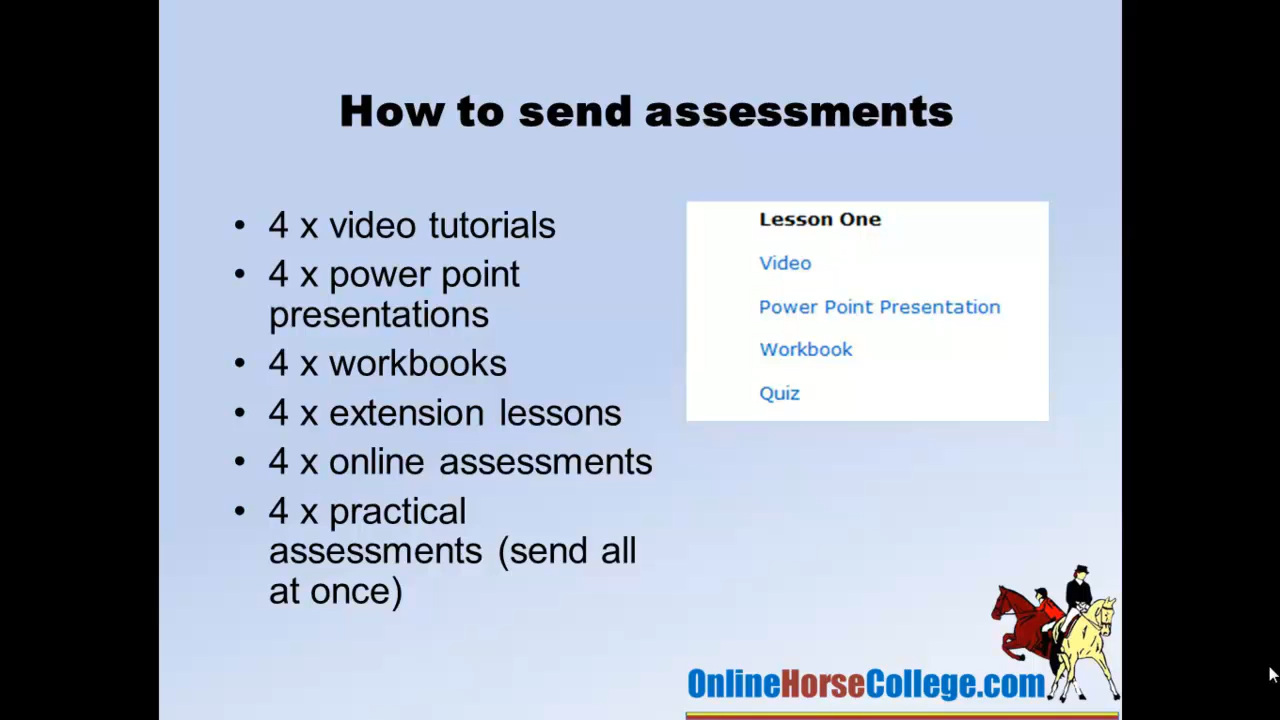 How to send assessments
• 4 x video tutorials
• 4 x power point
presentations
• 4 x workbooks
• 4 x extension lessons
• 4 x online assessments
• 4 x practical
assessments (send all
at once)
Lesson One
Video
Power Point Presentation
Workbook
Quiz
OnlineHorseCollege.com